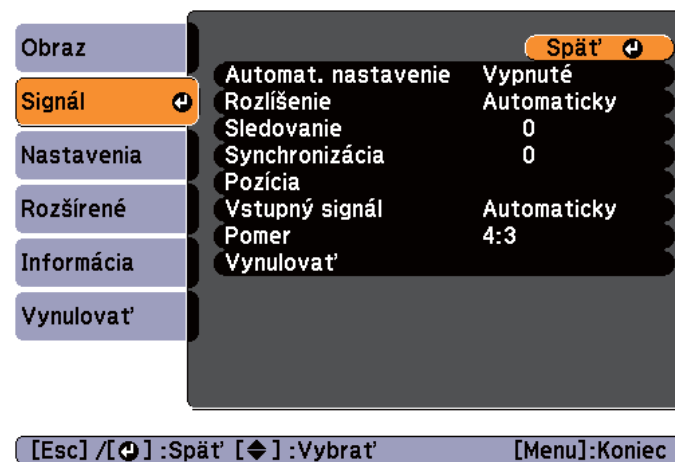 Obraz
Signál
Nastavenia
Rozšírené
Informácia
Vynulovať
Späť
Automat. nastavenie Vypnuté
Rozlíšenie Automaticky
Sledovanie 0
Synchronizácia 0
Pozícia
Vstupný signál Automaticky
Pomer 4:3
Vynulovať
[Esc] /[⏎] :Späť [◆] :Vybrať [Menu]:Koniec